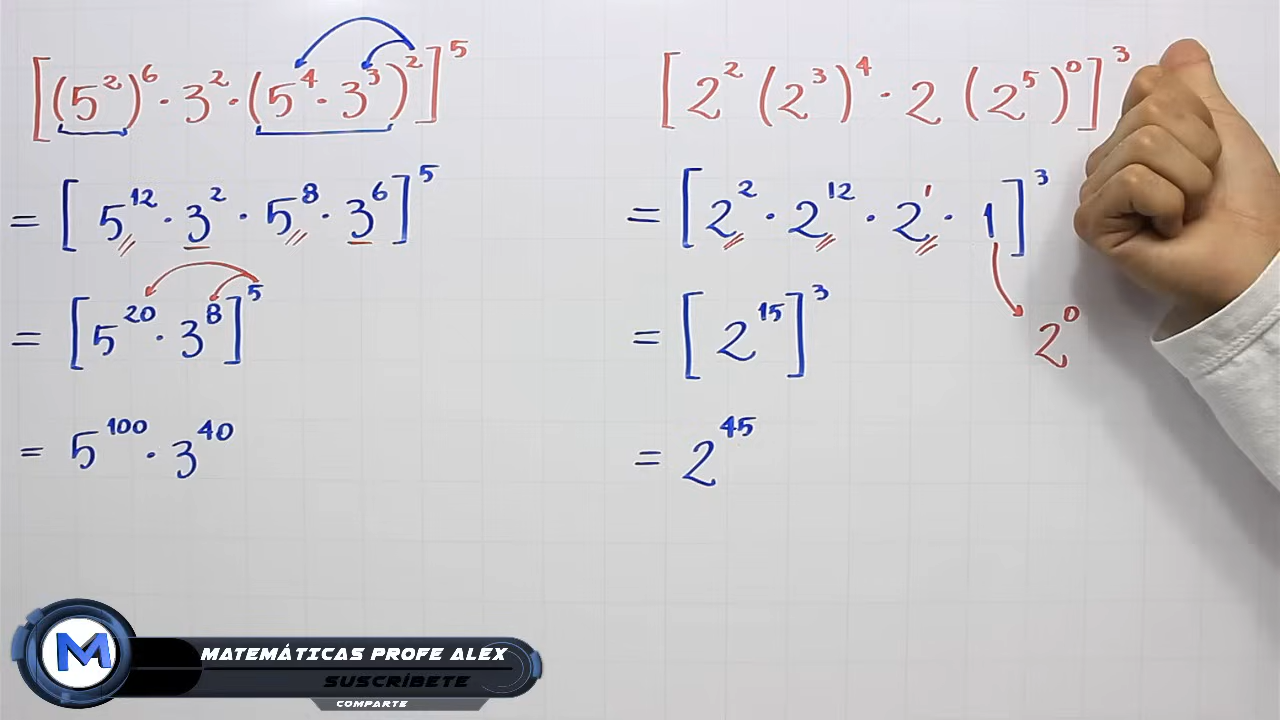 [(5²)⁶ · 3² · (5⁴ · 3³)²]⁵
= [5¹² · 3² · 5⁸ · 3⁶]⁵
= [5²⁰ · 3⁸]⁵
= 5¹⁰⁰ · 3⁴⁰
[2² (2³)⁴ · 2 (2⁵)⁰]³
= [2² · 2¹² · 2¹ · 1]³
2⁰
= [2¹⁵]³
= 2⁴⁵
M
MATEMÁTICAS PROFE ALEX
SUSCRÍBETE
COMPARTE